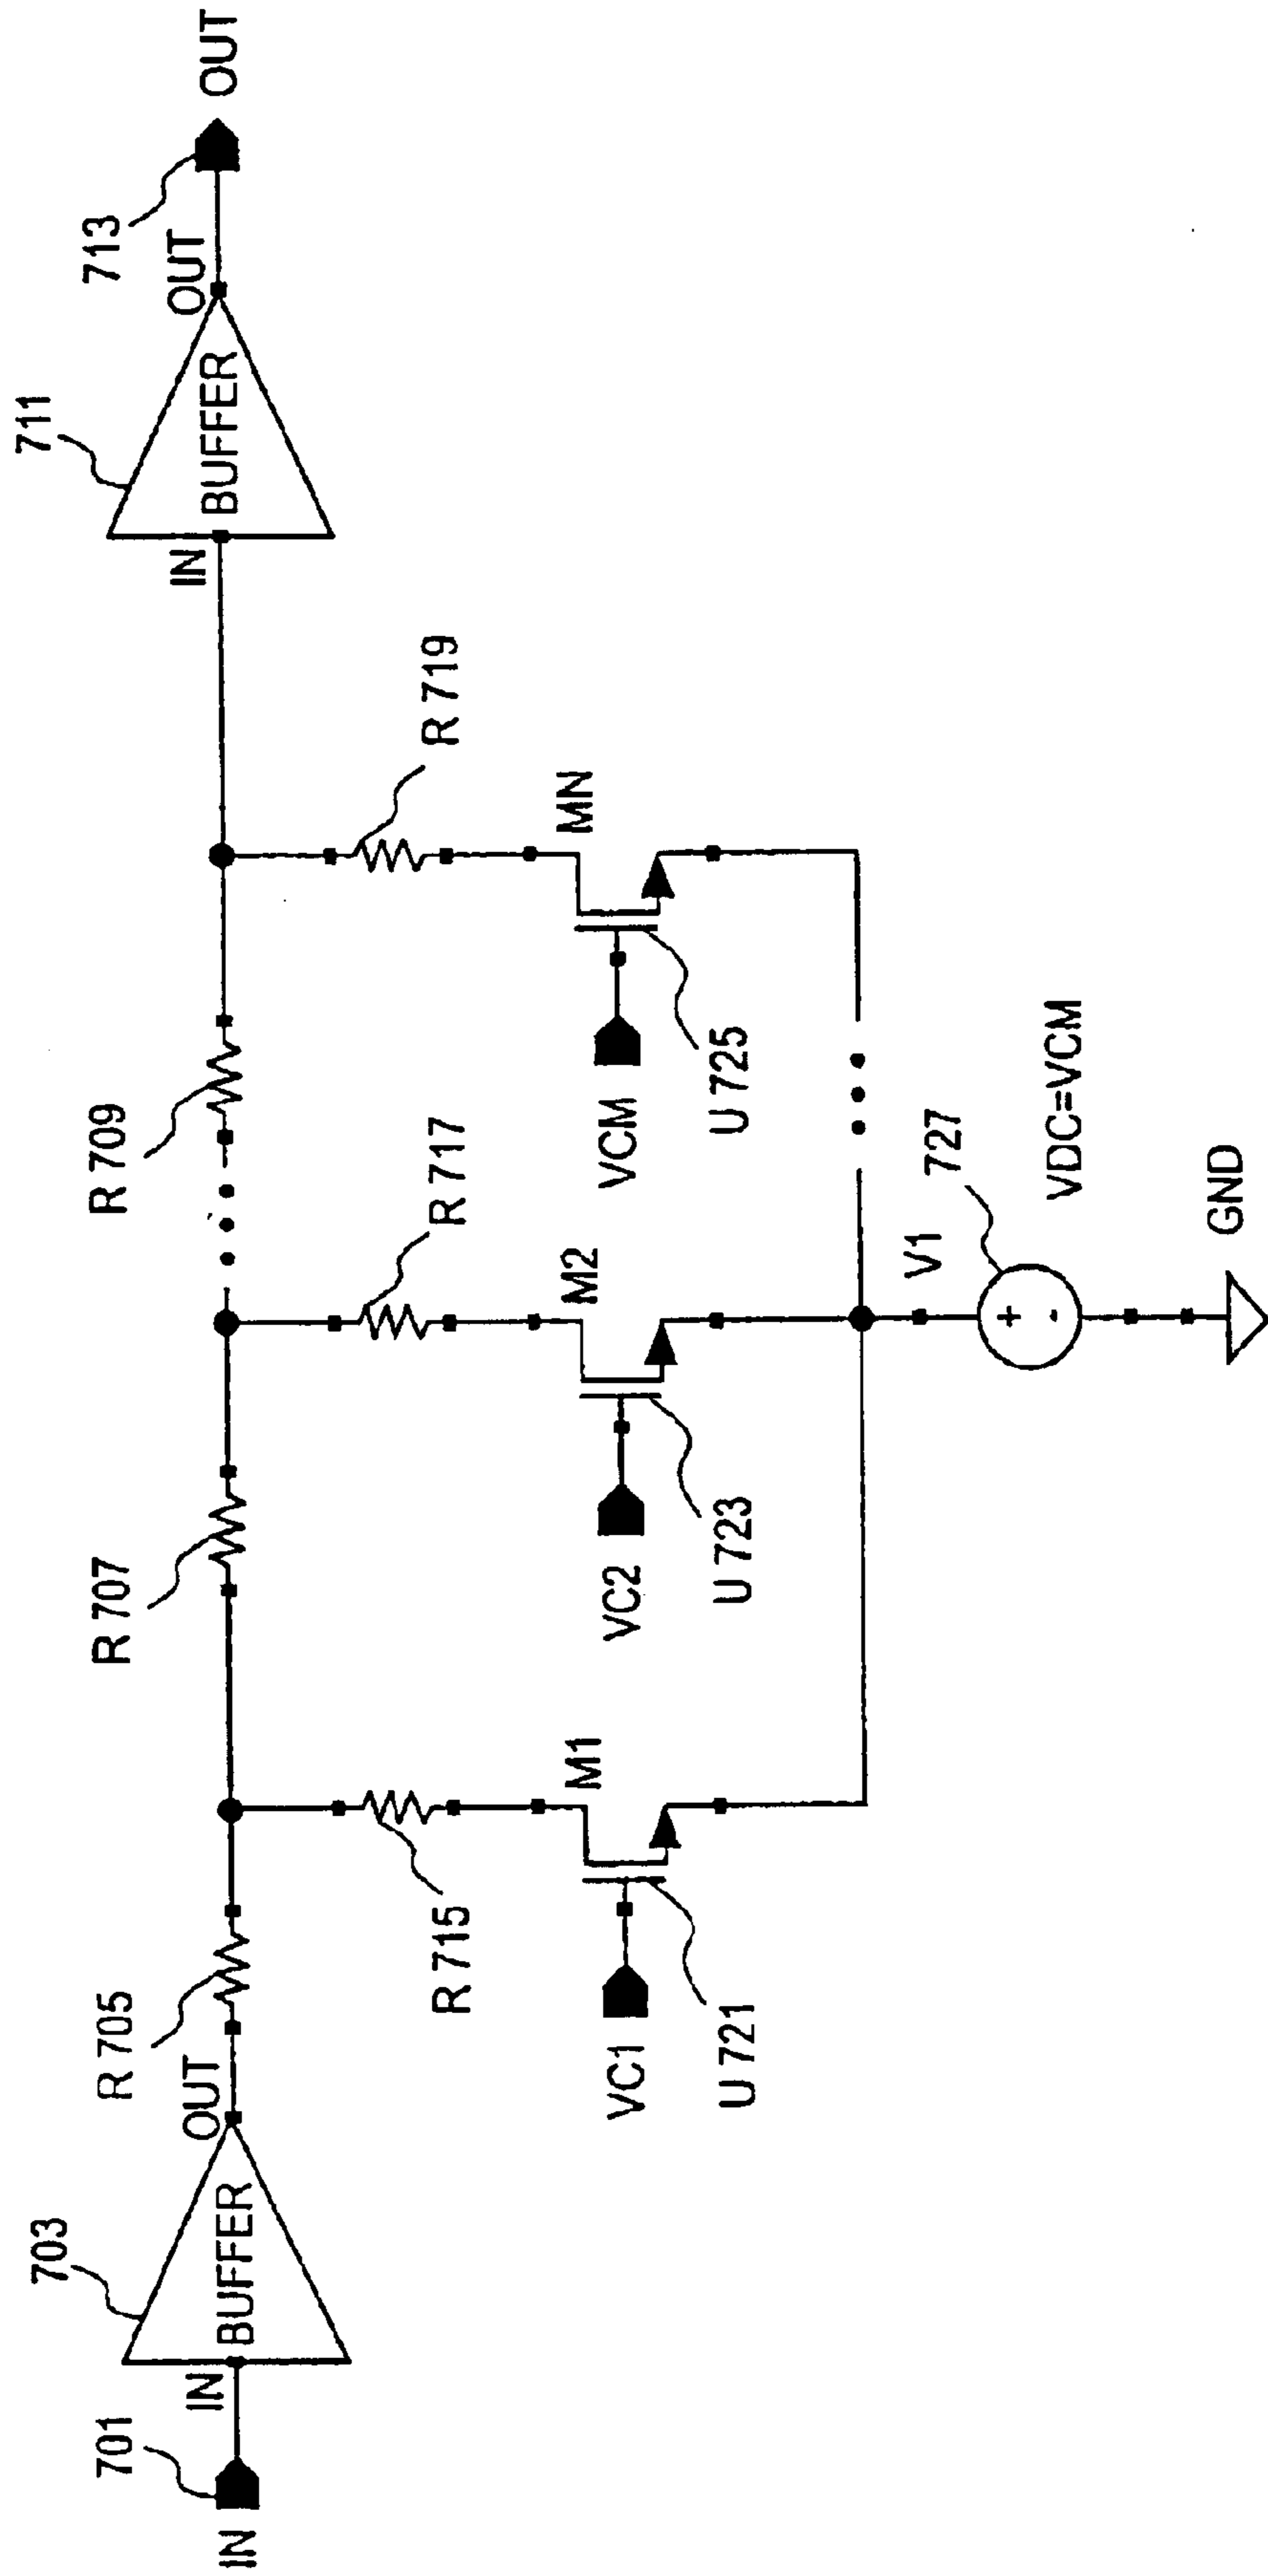 IN
701
IN
703
BUFFER
OUT
R 705
R 707
R 709
IN
711
BUFFER
OUT
713
OUT
R 715
R 717
R 719
M1
M2
MN
VC1
VC2
VCM
U 721
U 723
U 725
V1
727
VDC=VCM
+
-
GND